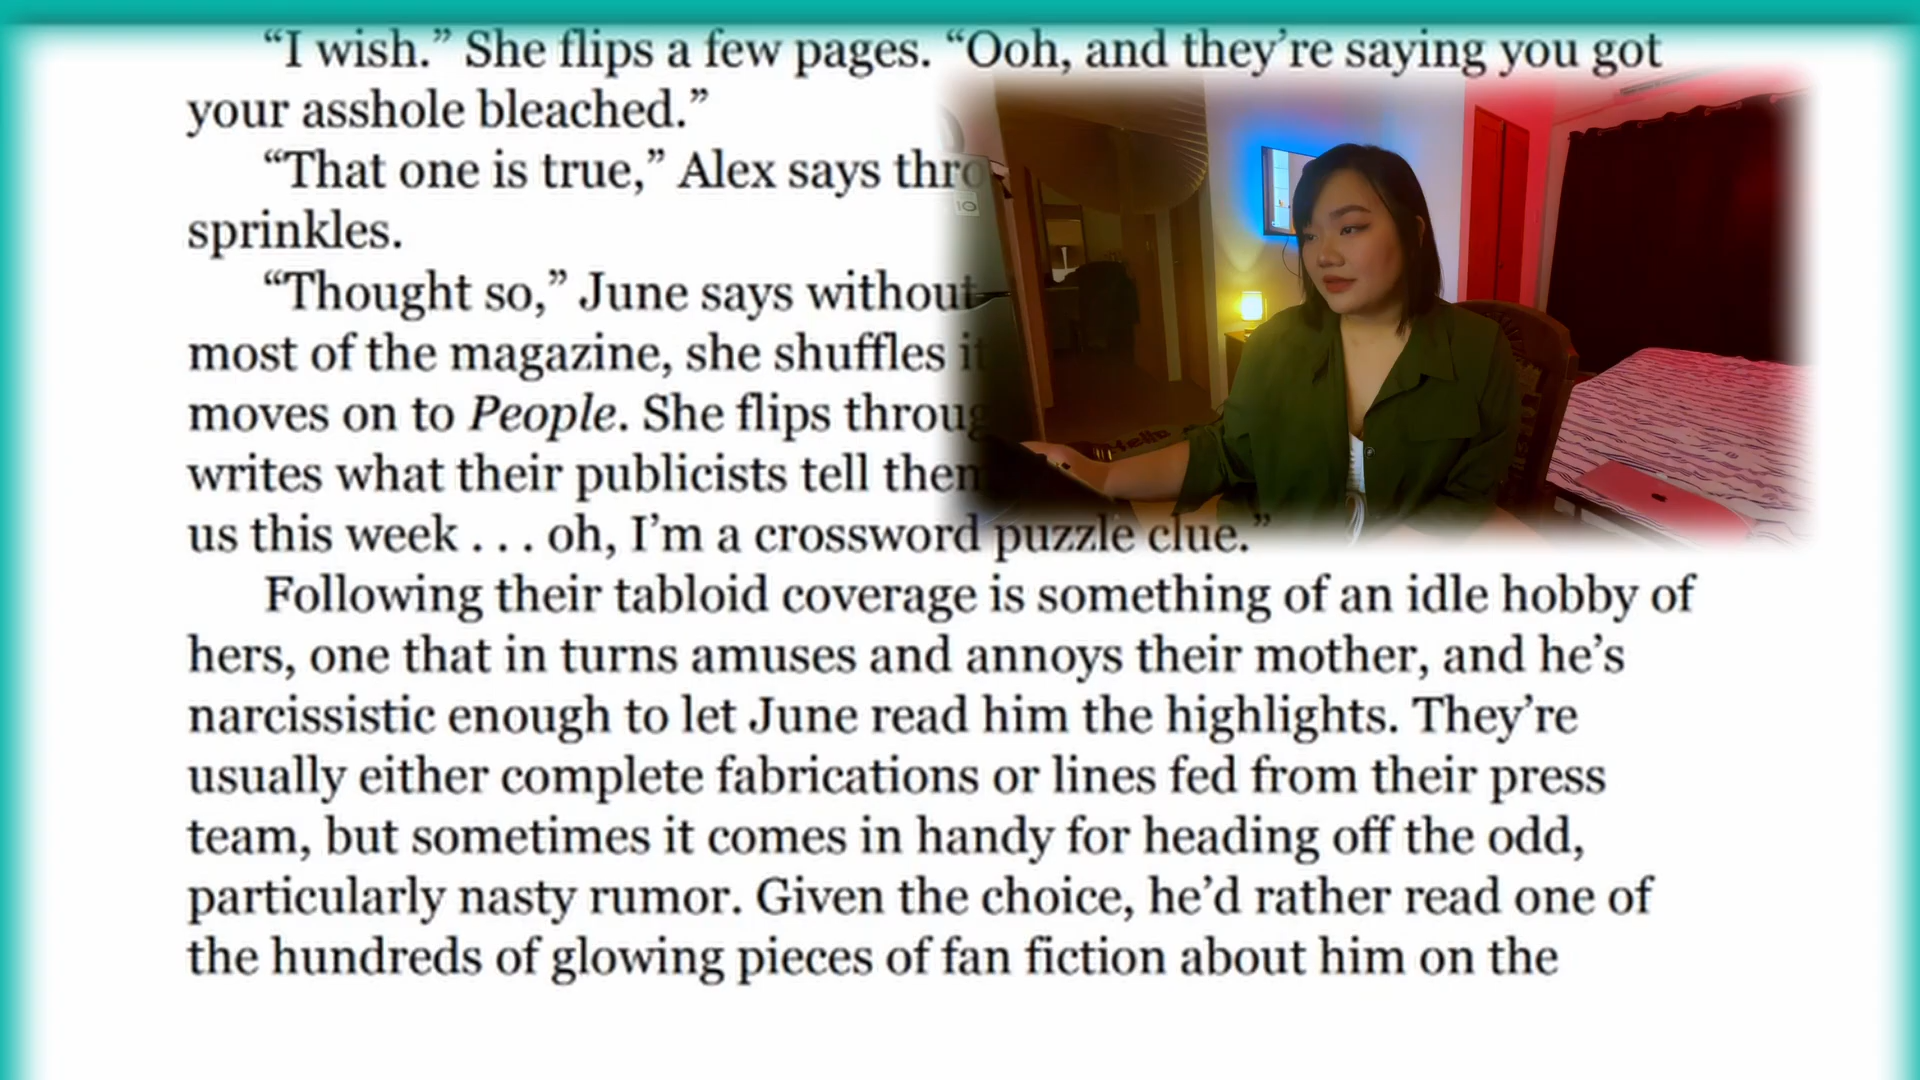 “I wish.” She flips a few pages. “Ooh, and they’re saying you got
your asshole bleached.”
“That one is true,” Alex says
sprinkles.
“Thought so,” June says without
most of the magazine, she shuffles it
moves on to People. She flips
writes what their publicists tell
us this week . . . oh, I’m a crossword puzzle clue.”
Following their tabloid coverage is something of an idle hobby of
hers, one that in turns amuses and annoys their mother, and he’s
narcissistic enough to let June read him the highlights. They’re
usually either complete fabrications or lines fed from their press
team, but sometimes it comes in handy for heading off the odd,
particularly nasty rumor. Given the choice, he’d rather read one of
the hundreds of glowing pieces of fan fiction about him on the
10
Hello